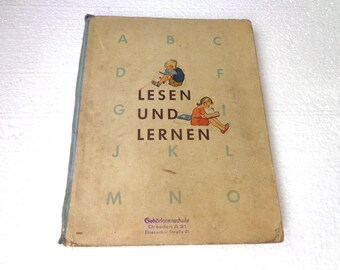 A B C
D F
LESEN
G I
UND
LERNEN
J K L
M N O